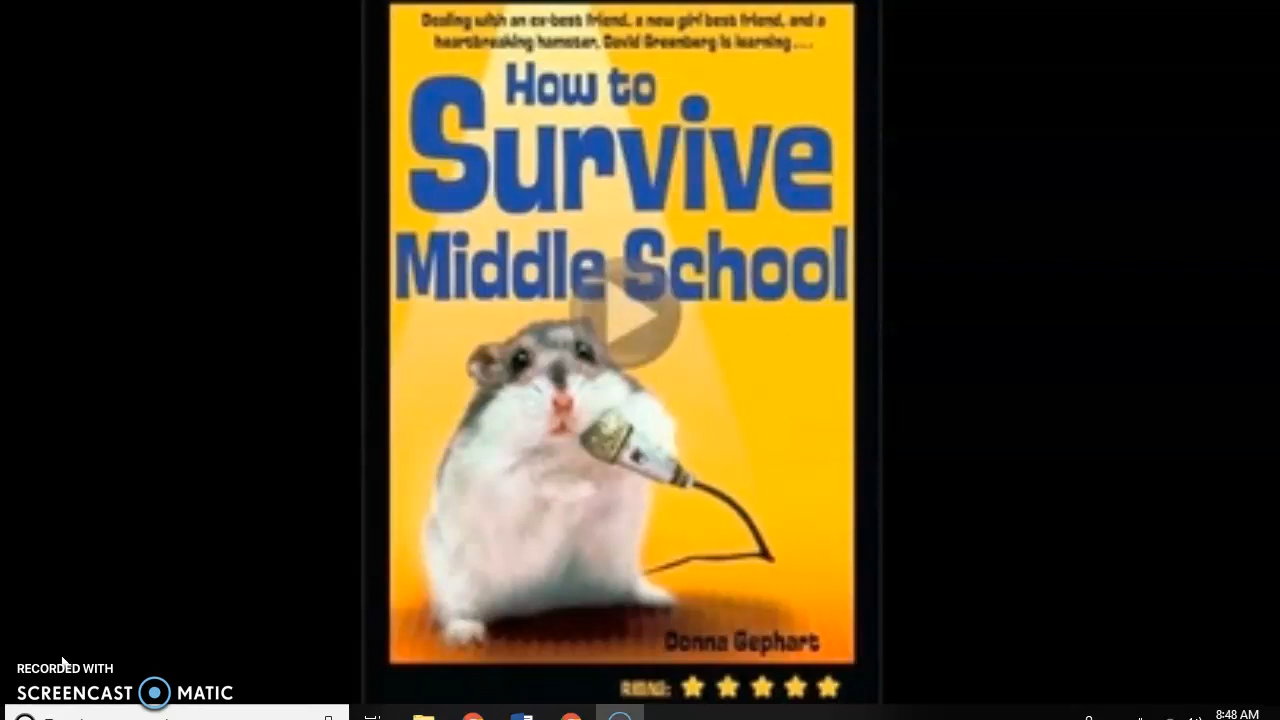 Dealing with an ex-best friend, a new girl best friend, and a
heartbreaking hamster, David Greenberg is learning . . .
How to
Survive
Middle School
Donna Gephart
RECORDED WITH
SCREENCAST MATIC
8:48 AM